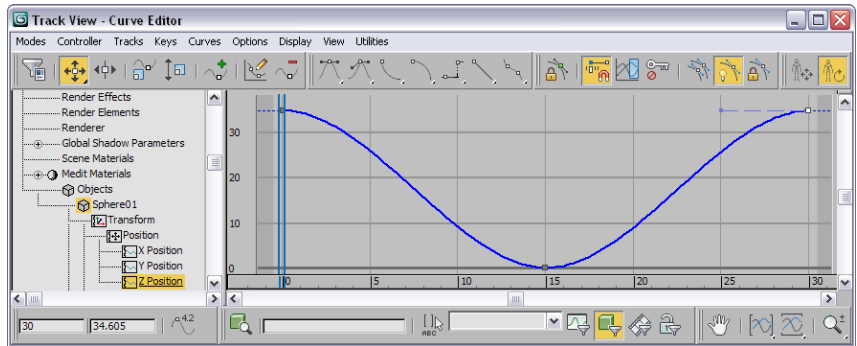 Track View - Curve Editor
Modes Controller Tracks Keys Curves Options Display View Utilities
Render Effects
Render Elements
Renderer
Global Shadow Parameters
Scene Materials
Medit Materials
Objects
Sphere01
Transform
Position
X Position
Y Position
Z Position
30
20
10
0
0 5 10 15 20 25 30
30 34.605 4.2 ABC